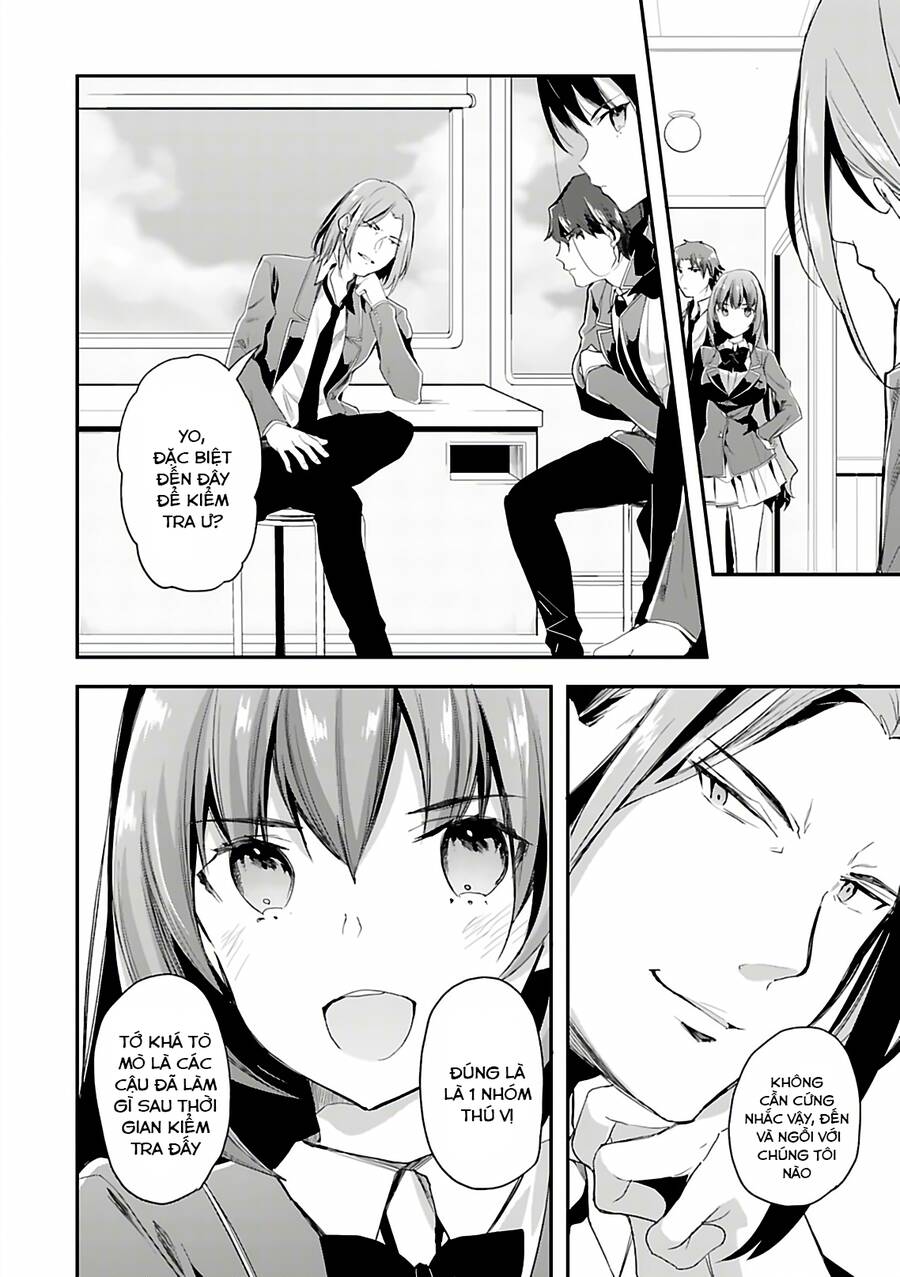 YO,
ĐẶC BIỆT
ĐẾN ĐÂY
ĐỂ KIỂM
TRA Ư?
KHÔNG
CẦN CỨNG
NHẮC VẬY, ĐẾN
VÀ NGỒI VỚI
CHÚNG TÔI
NÀO
ĐÚNG LÀ
LÀ 1 NHÓM
THÚ VỊ
TỚ KHÁ TÒ
MÒ LÀ CÁC
CẬU ĐÃ LÀM
GÌ SAU THỜI
GIAN KIỂM
TRA ĐẤY